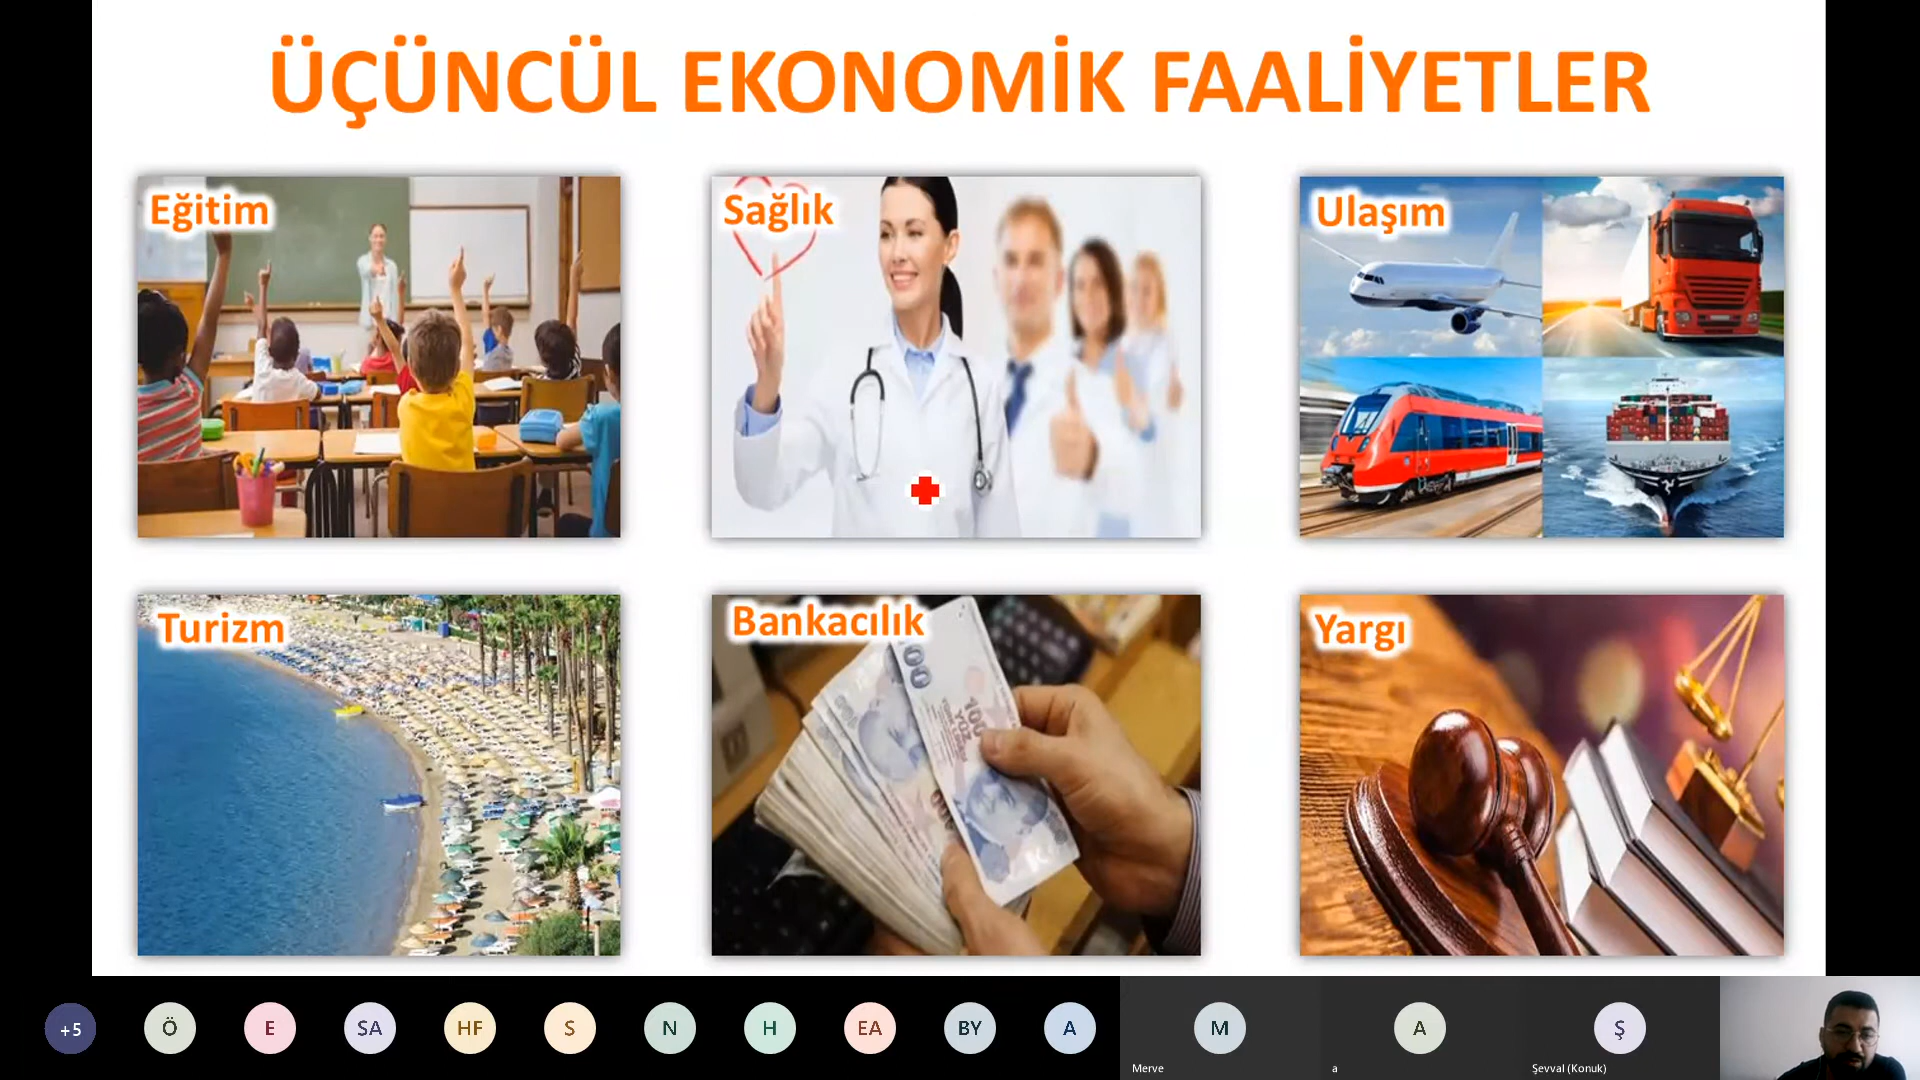 ÜÇÜNCÜL EKONOMİK FAALİYETLER
Eğitim
Sağlık
Ulaşım
Turizm
Bankacılık
Yargı
+5
Ö
E
SA
HF
S
N
H
EA
BY
A
M
A
Ş
Merve
a
Şevval (Konuk)